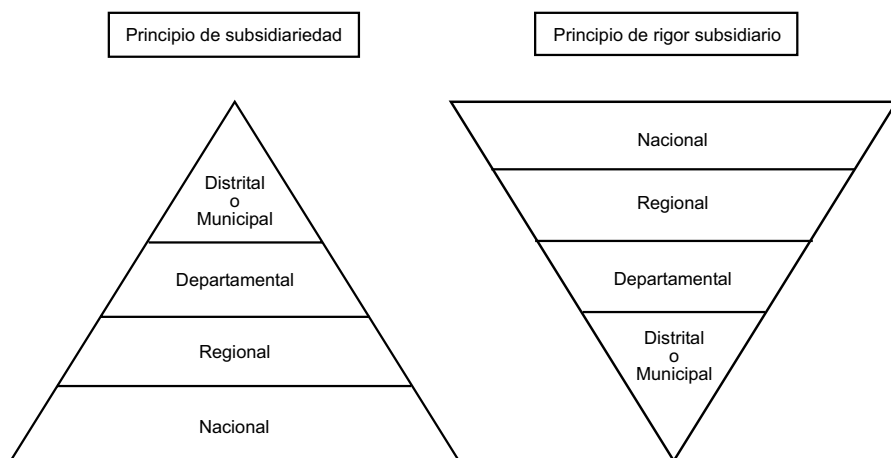 Principio de subsidiariedad
Distrital
o
Municipal
Departamental
Regional
Nacional
Principio de rigor subsidiario
Nacional
Regional
Departamental
Distrital
o
Municipal